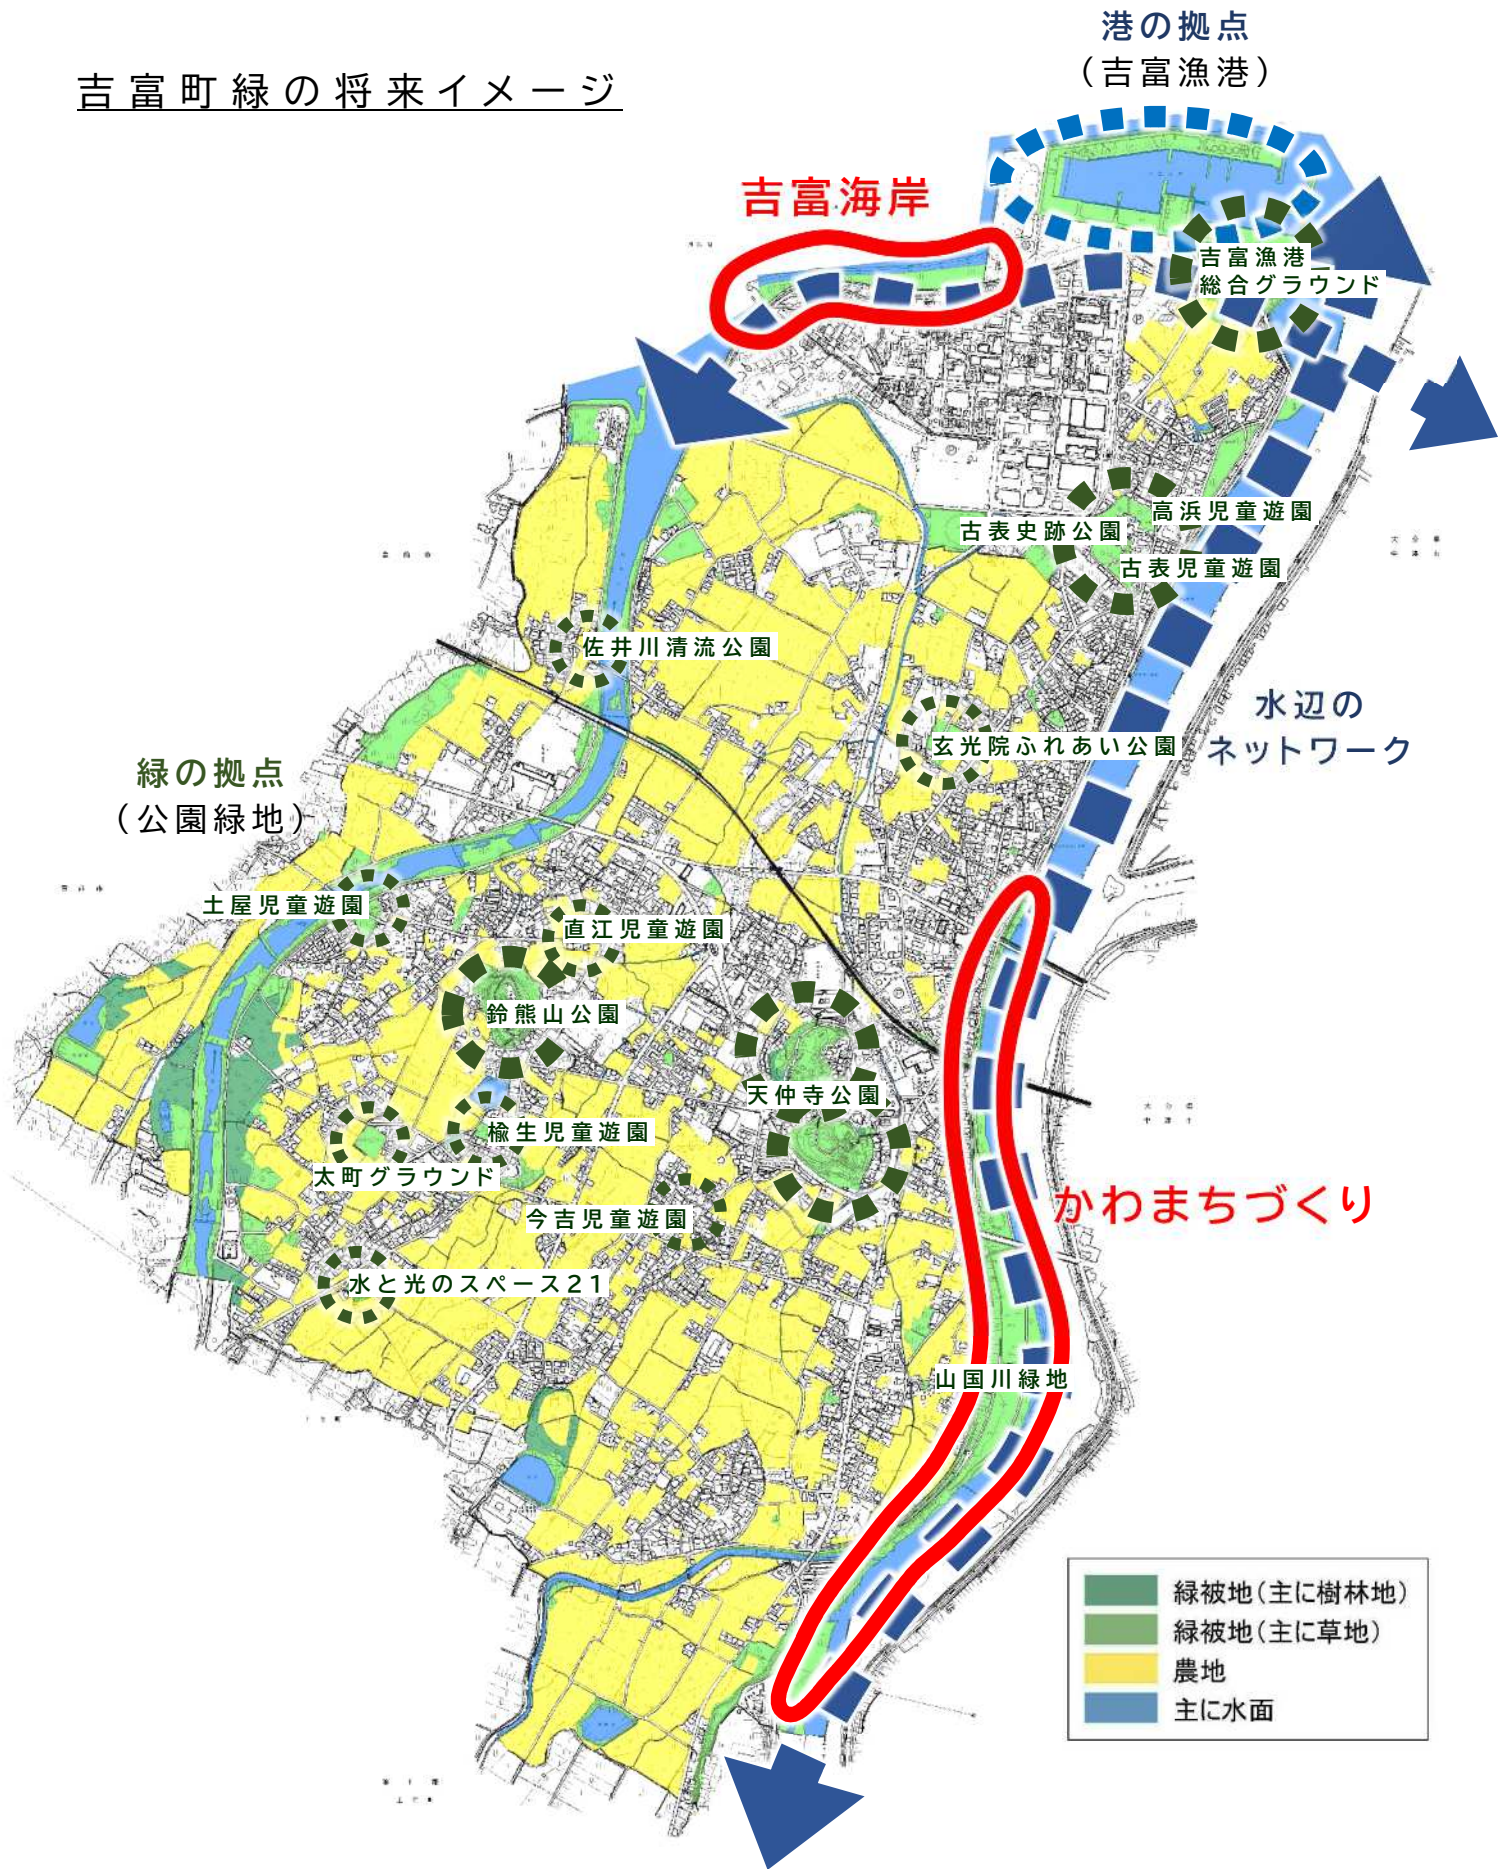 港の拠点
（吉富漁港）
吉富町緑の将来イメージ
吉富海岸
吉富漁港
総合グラウンド
高浜児童遊園
古表史跡公園
古表児童遊園
佐井川清流公園
水辺の
ネットワーク
玄光院ふれあい公園
緑の拠点
（公園緑地）
土屋児童遊園
直江児童遊園
鈴熊山公園
天仲寺公園
楡生児童遊園
太町グラウンド
かわまちづくり
今吉児童遊園
水と光のスペース21
山国川緑地
緑被地（主に樹林地）
緑被地（主に草地）
農地
主に水面